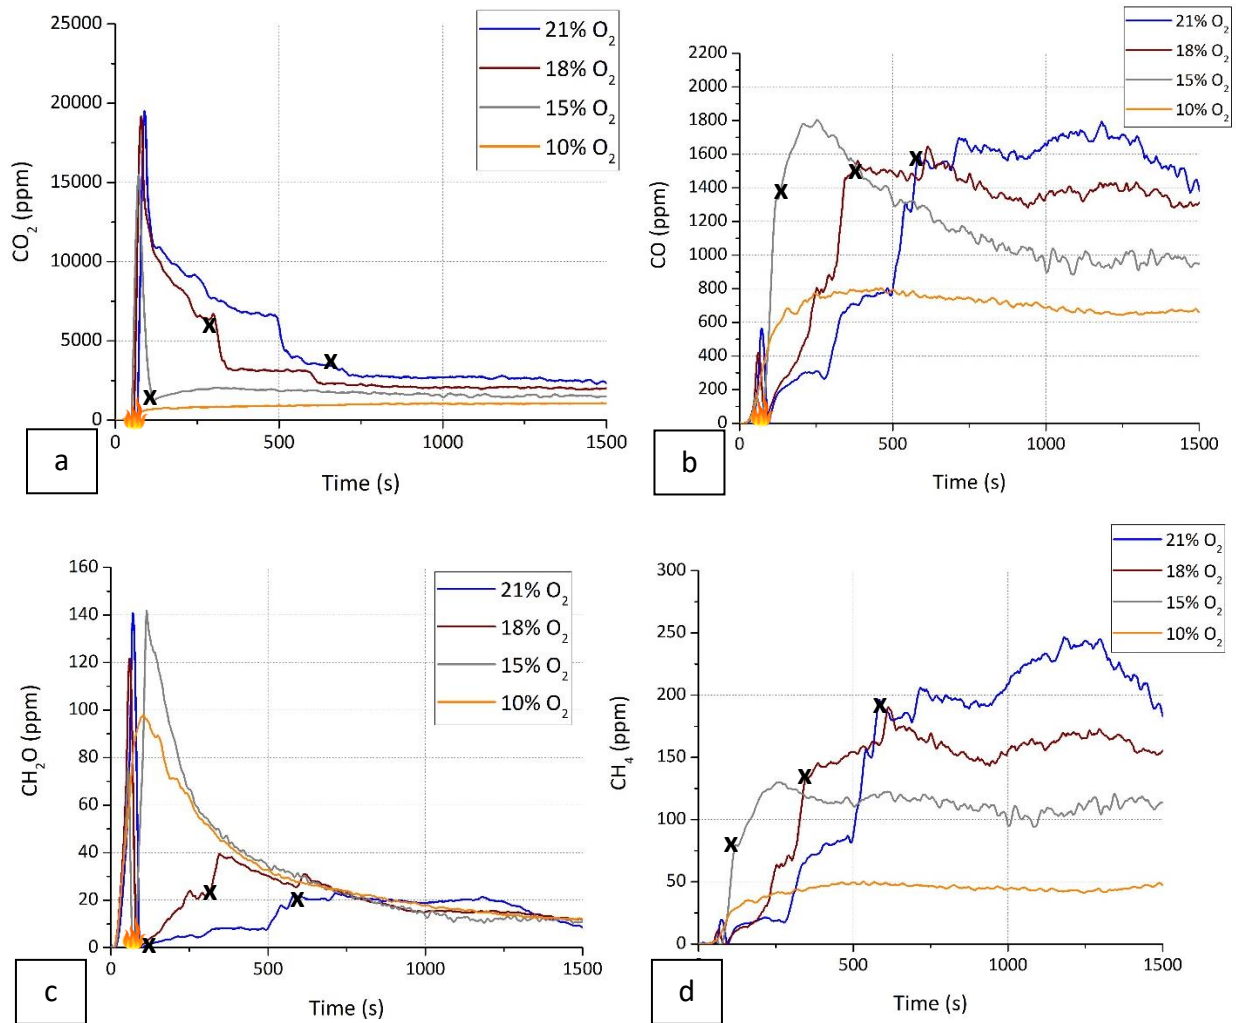 25000
20000
15000
10000
5000
0
CO2 (ppm)
0
500
1000
1500
Time (s)
21% O2
18% O2
15% O2
10% O2
X
X
X
a
2200
2000
1800
1600
1400
1200
1000
800
600
400
200
0
CO (ppm)
0
500
1000
1500
Time (s)
21% O2
18% O2
15% O2
10% O2
X
X
X
b
160
140
120
100
80
60
40
20
0
CH2O (ppm)
0
500
1000
1500
Time (s)
21% O2
18% O2
15% O2
10% O2
X
X
X
c
300
250
200
150
100
50
0
CH4 (ppm)
0
500
1000
1500
Time (s)
21% O2
18% O2
15% O2
10% O2
X
X
X
d